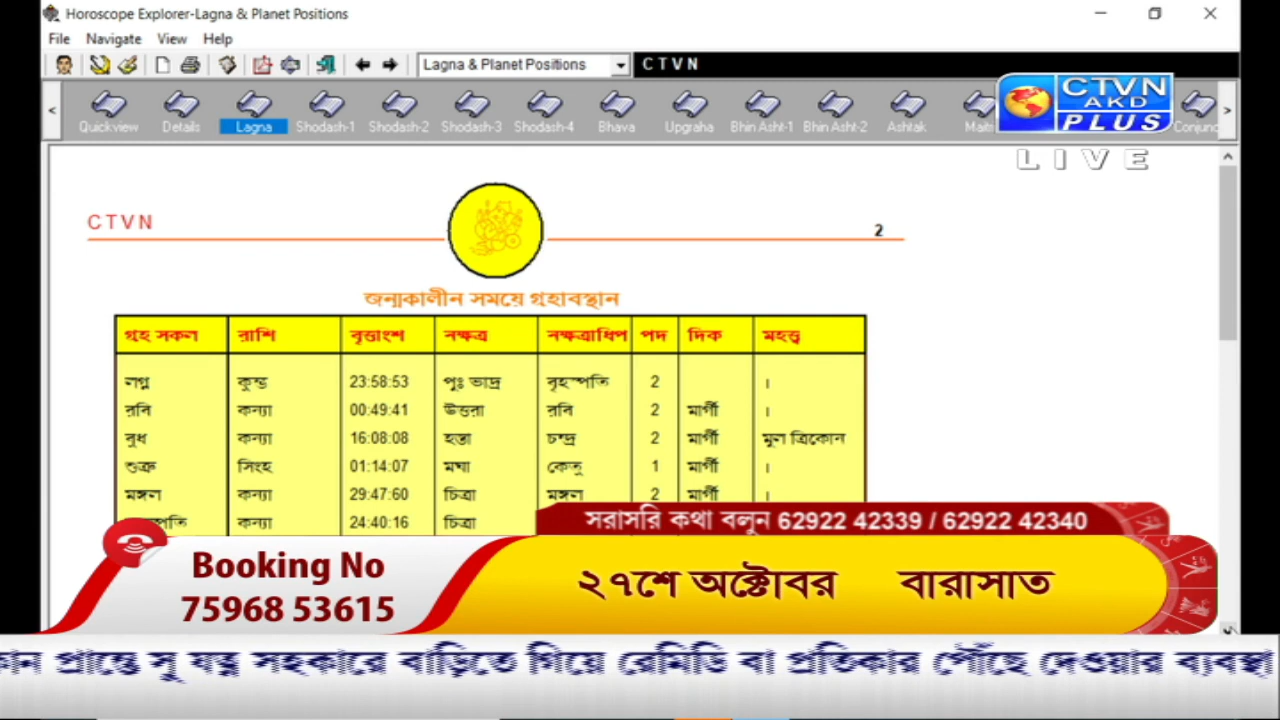 Horoscope Explorer-Lagna & Planet Positions
File Navigate View Help
Lagna & Planet Positions
CTVN
Quickview Details Lagna Shodash-1 Shodash-2 Shodash-3 Shodash-4 Bhava Upgraha Bhin Asht-1 Bhin Asht-2 Ashtak
CTVN
AKD
PLUS
LIVE
CTVN
2
জন্মকালীন সময়ে গ্রহাবস্থান
গ্রহ সকল রাশি বৃত্তাংশ নক্ষত্র নক্ষত্রাধিপ পদ দিক মহত্ত্ব
লগ্ন কুম্ভ 23:58:53 পুঃ ভাদ্র বৃহস্পতি 2 ।
রবি কন্যা 00:49:41 উত্তরা রবি 2 মার্গী ।
বুধ কন্যা 16:08:08 হস্তা চন্দ্র 2 মার্গী মুল ত্রিকোন
শুক্র সিংহ 01:14:07 মঘা কেতু 1 মার্গী ।
মঙ্গল কন্যা 29:47:60 চিত্রা মঙ্গল 2 মার্গী ।
কন্যা 24:40:16 চিত্রা
সরাসরি কথা বলুন 62922 42339 / 62922 42340
Booking No
75968 53615
২৭শে অক্টোবর বারাসাত
প্রান্তে সু যত্ন সহকারে বাড়িতে গিয়ে রেমিডি বা প্রতিকার পৌঁছে দেওয়ার ব্যবস্থা